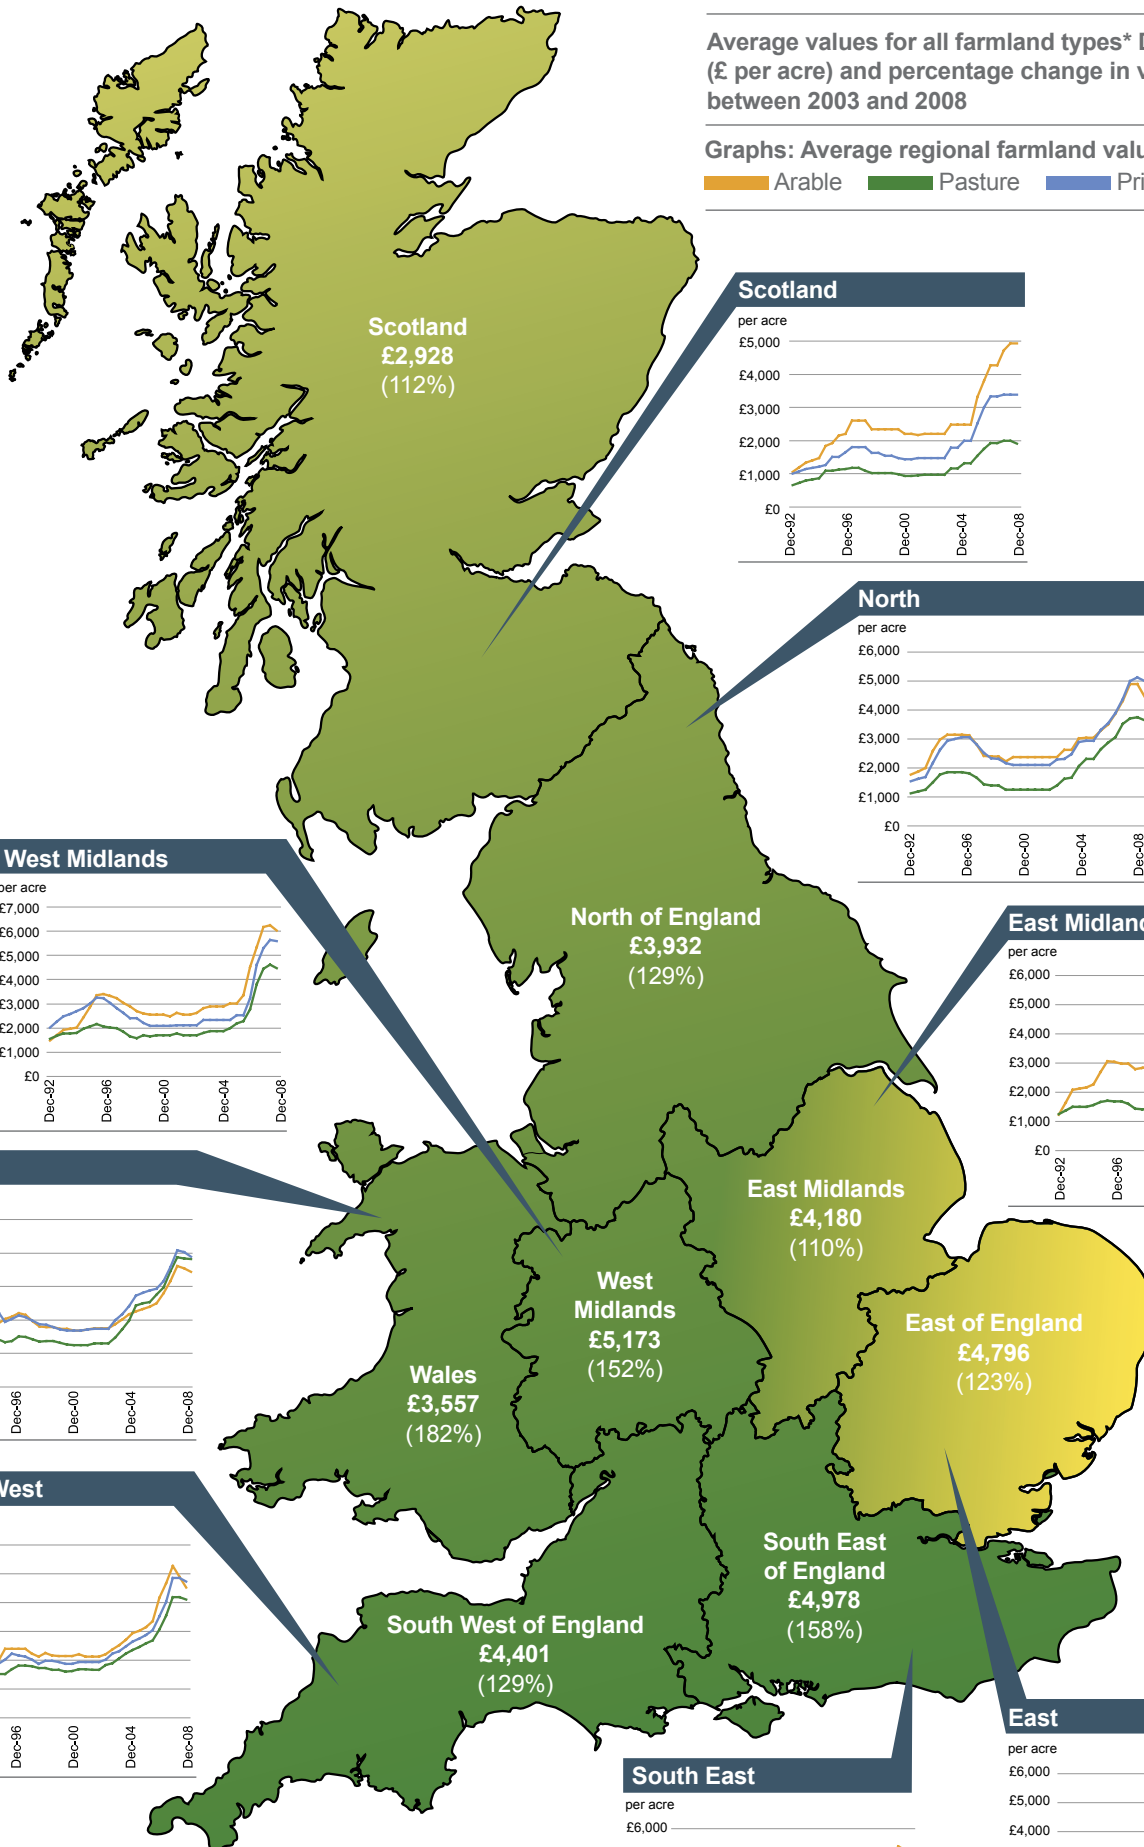 Average values for all farmland types*
(£ per acre) and percentage change in
between 2003 and 2008
Graphs: Average regional farmland
Arable
Pasture
Scotland
per acre
£5,000
£4,000
£3,000
£2,000
£1,000
£0
Dec-92
Dec-96
Dec-00
Dec-04
Dec-08
Scotland
£2,928
(112%)
North
per acre
£6,000
£5,000
£4,000
£3,000
£2,000
£1,000
£0
Dec-92
Dec-96
Dec-00
Dec-04
Dec-08
West Midlands
per acre
£7,000
£6,000
£5,000
£4,000
£3,000
£2,000
£1,000
£0
Dec-92
Dec-96
Dec-00
Dec-04
Dec-08
North of England
£3,932
(129%)
East
per acre
£6,000
£5,000
£4,000
£3,000
£2,000
£1,000
£0
Dec-92
Dec-96
East Midlands
£4,180
(110%)
West
Midlands
£5,173
(152%)
East of England
£4,796
(123%)
Wales
£3,557
(182%)
Dec-96
Dec-00
Dec-04
Dec-08
West
Dec-96
Dec-00
Dec-04
Dec-08
South East
of England
£4,978
(158%)
South West of England
£4,401
(129%)
South East
per acre
£6,000
East
per acre
£6,000
£5,000
£4,000